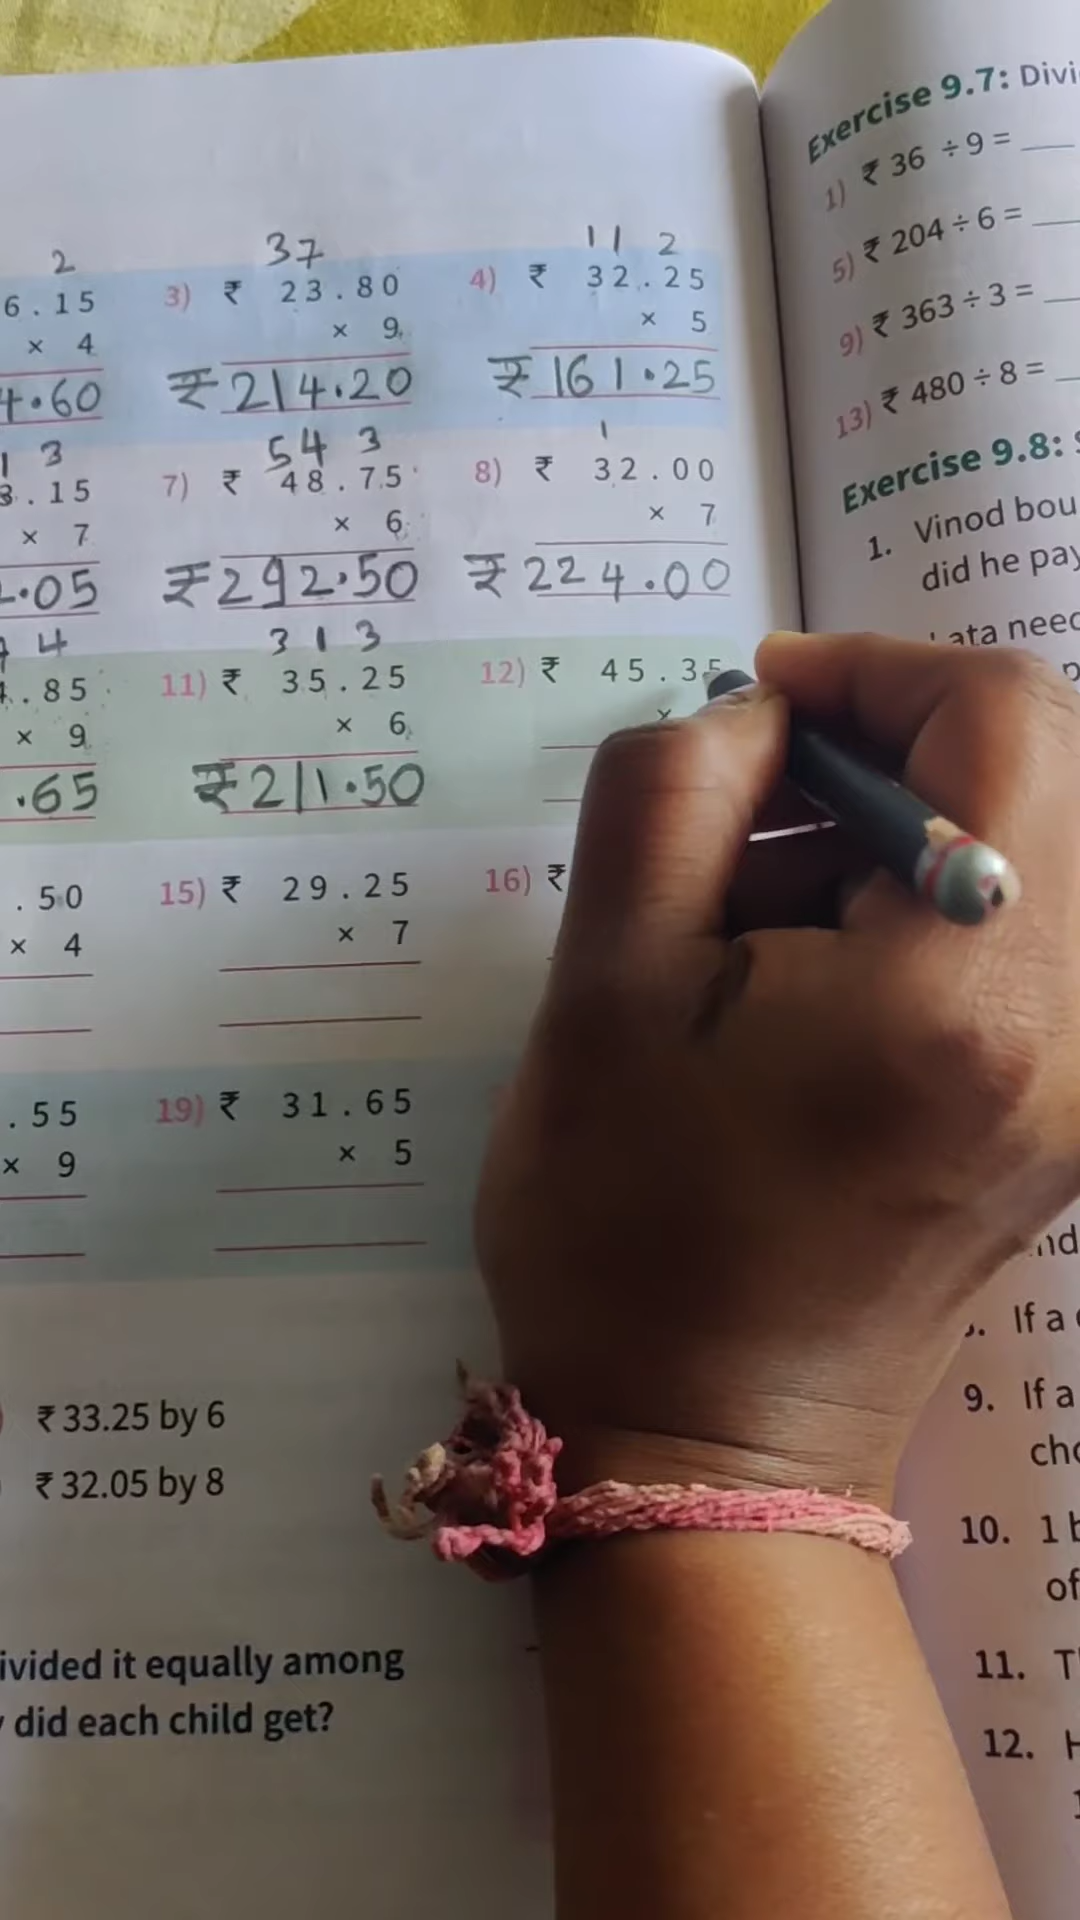 2
6.15
× 4
4.60
37
3) ₹ 23.80
× 9
₹214.20
11 2
4) ₹ 32.25
× 5
₹161.25
1 3
3.15
× 7
.05
54 3
7) ₹ 48.75
× 6
₹292.50
1
8) ₹ 32.00
× 7
₹224.00
4
.85
× 9
.65
3 1 3
11) ₹ 35.25
× 6
₹211.50
12) ₹ 45.35
×
.50
× 4
15) ₹ 29.25
× 7
16) ₹
.55
× 9
19) ₹ 31.65
× 5
₹33.25 by 6
₹32.05 by 8
ivided it equally among
did each child get?
Exercise 9.7: Divi
1) ₹ 36 ÷ 9 =
5) ₹ 204 ÷ 6 =
9) ₹ 363 ÷ 3 =
13) ₹ 480 ÷ 8 =
Exercise 9.8:
1. Vinod bou
did he pay
ata need
nd
If a
9. If a
cho
10. 1
of
11. T
12. H